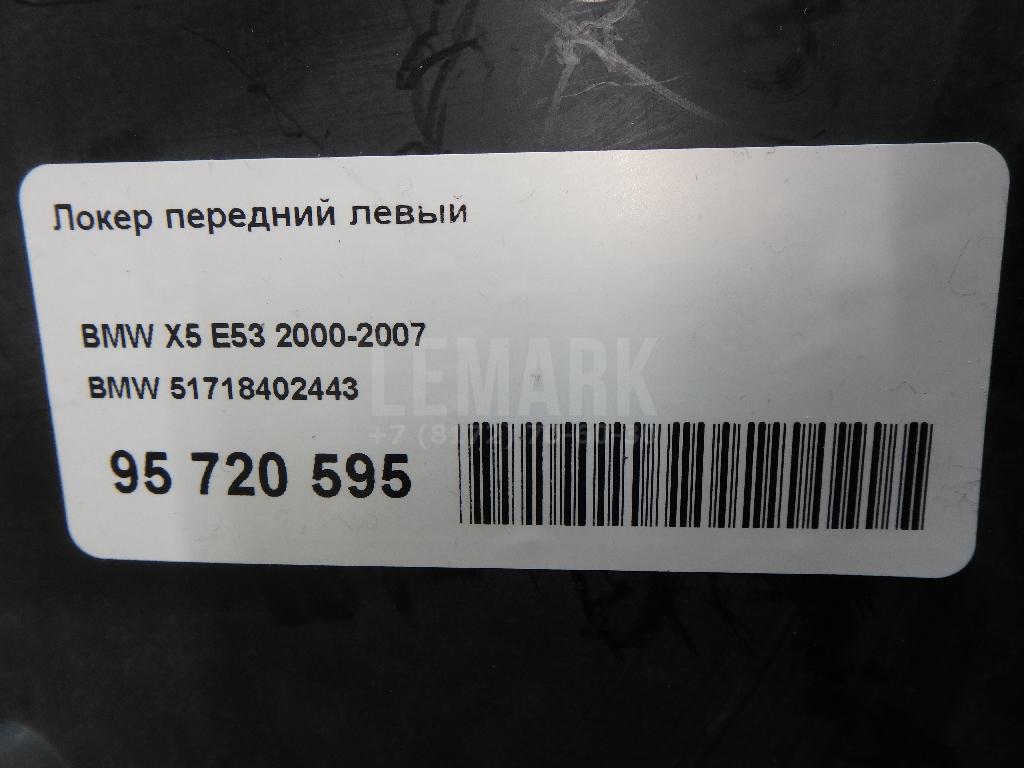 Локер передний левый
BMW X5 E53 2000-2007
LEMARK
BMW 51718402443
95 720 595